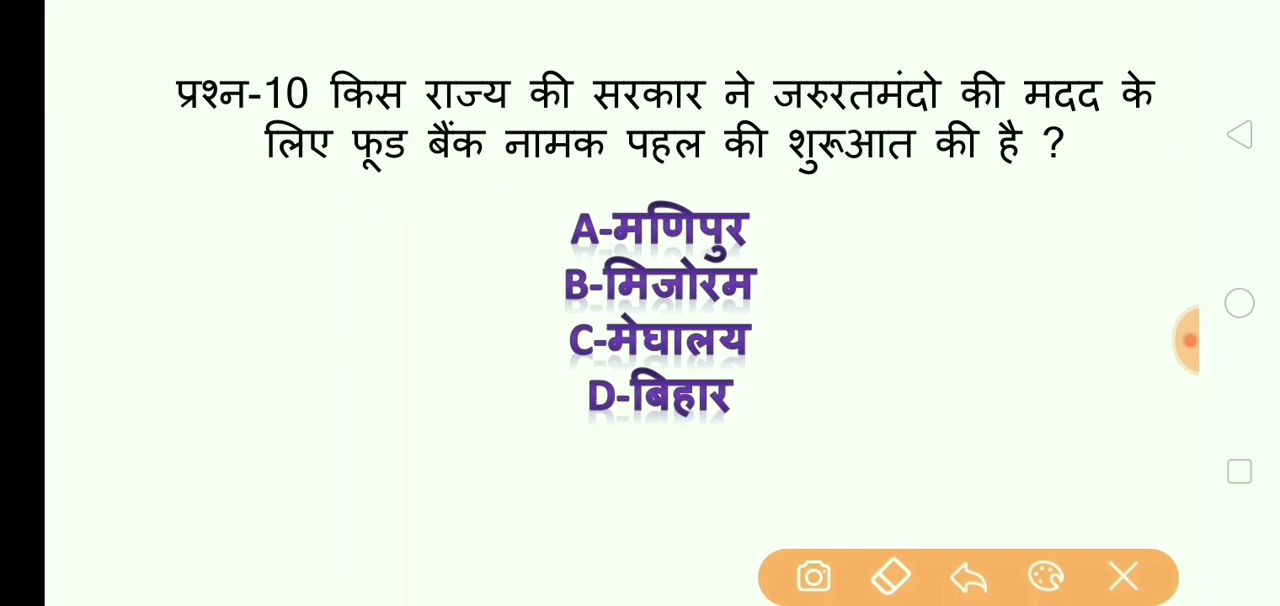 प्रश्न-10 किस राज्य की सरकार ने जरुरतमंदो की मदद के
लिए फूड बैंक नामक पहल की शुरूआत की है ?
A-मणिपुर
B-मिजोरम
C-मेघालय
D-बिहार